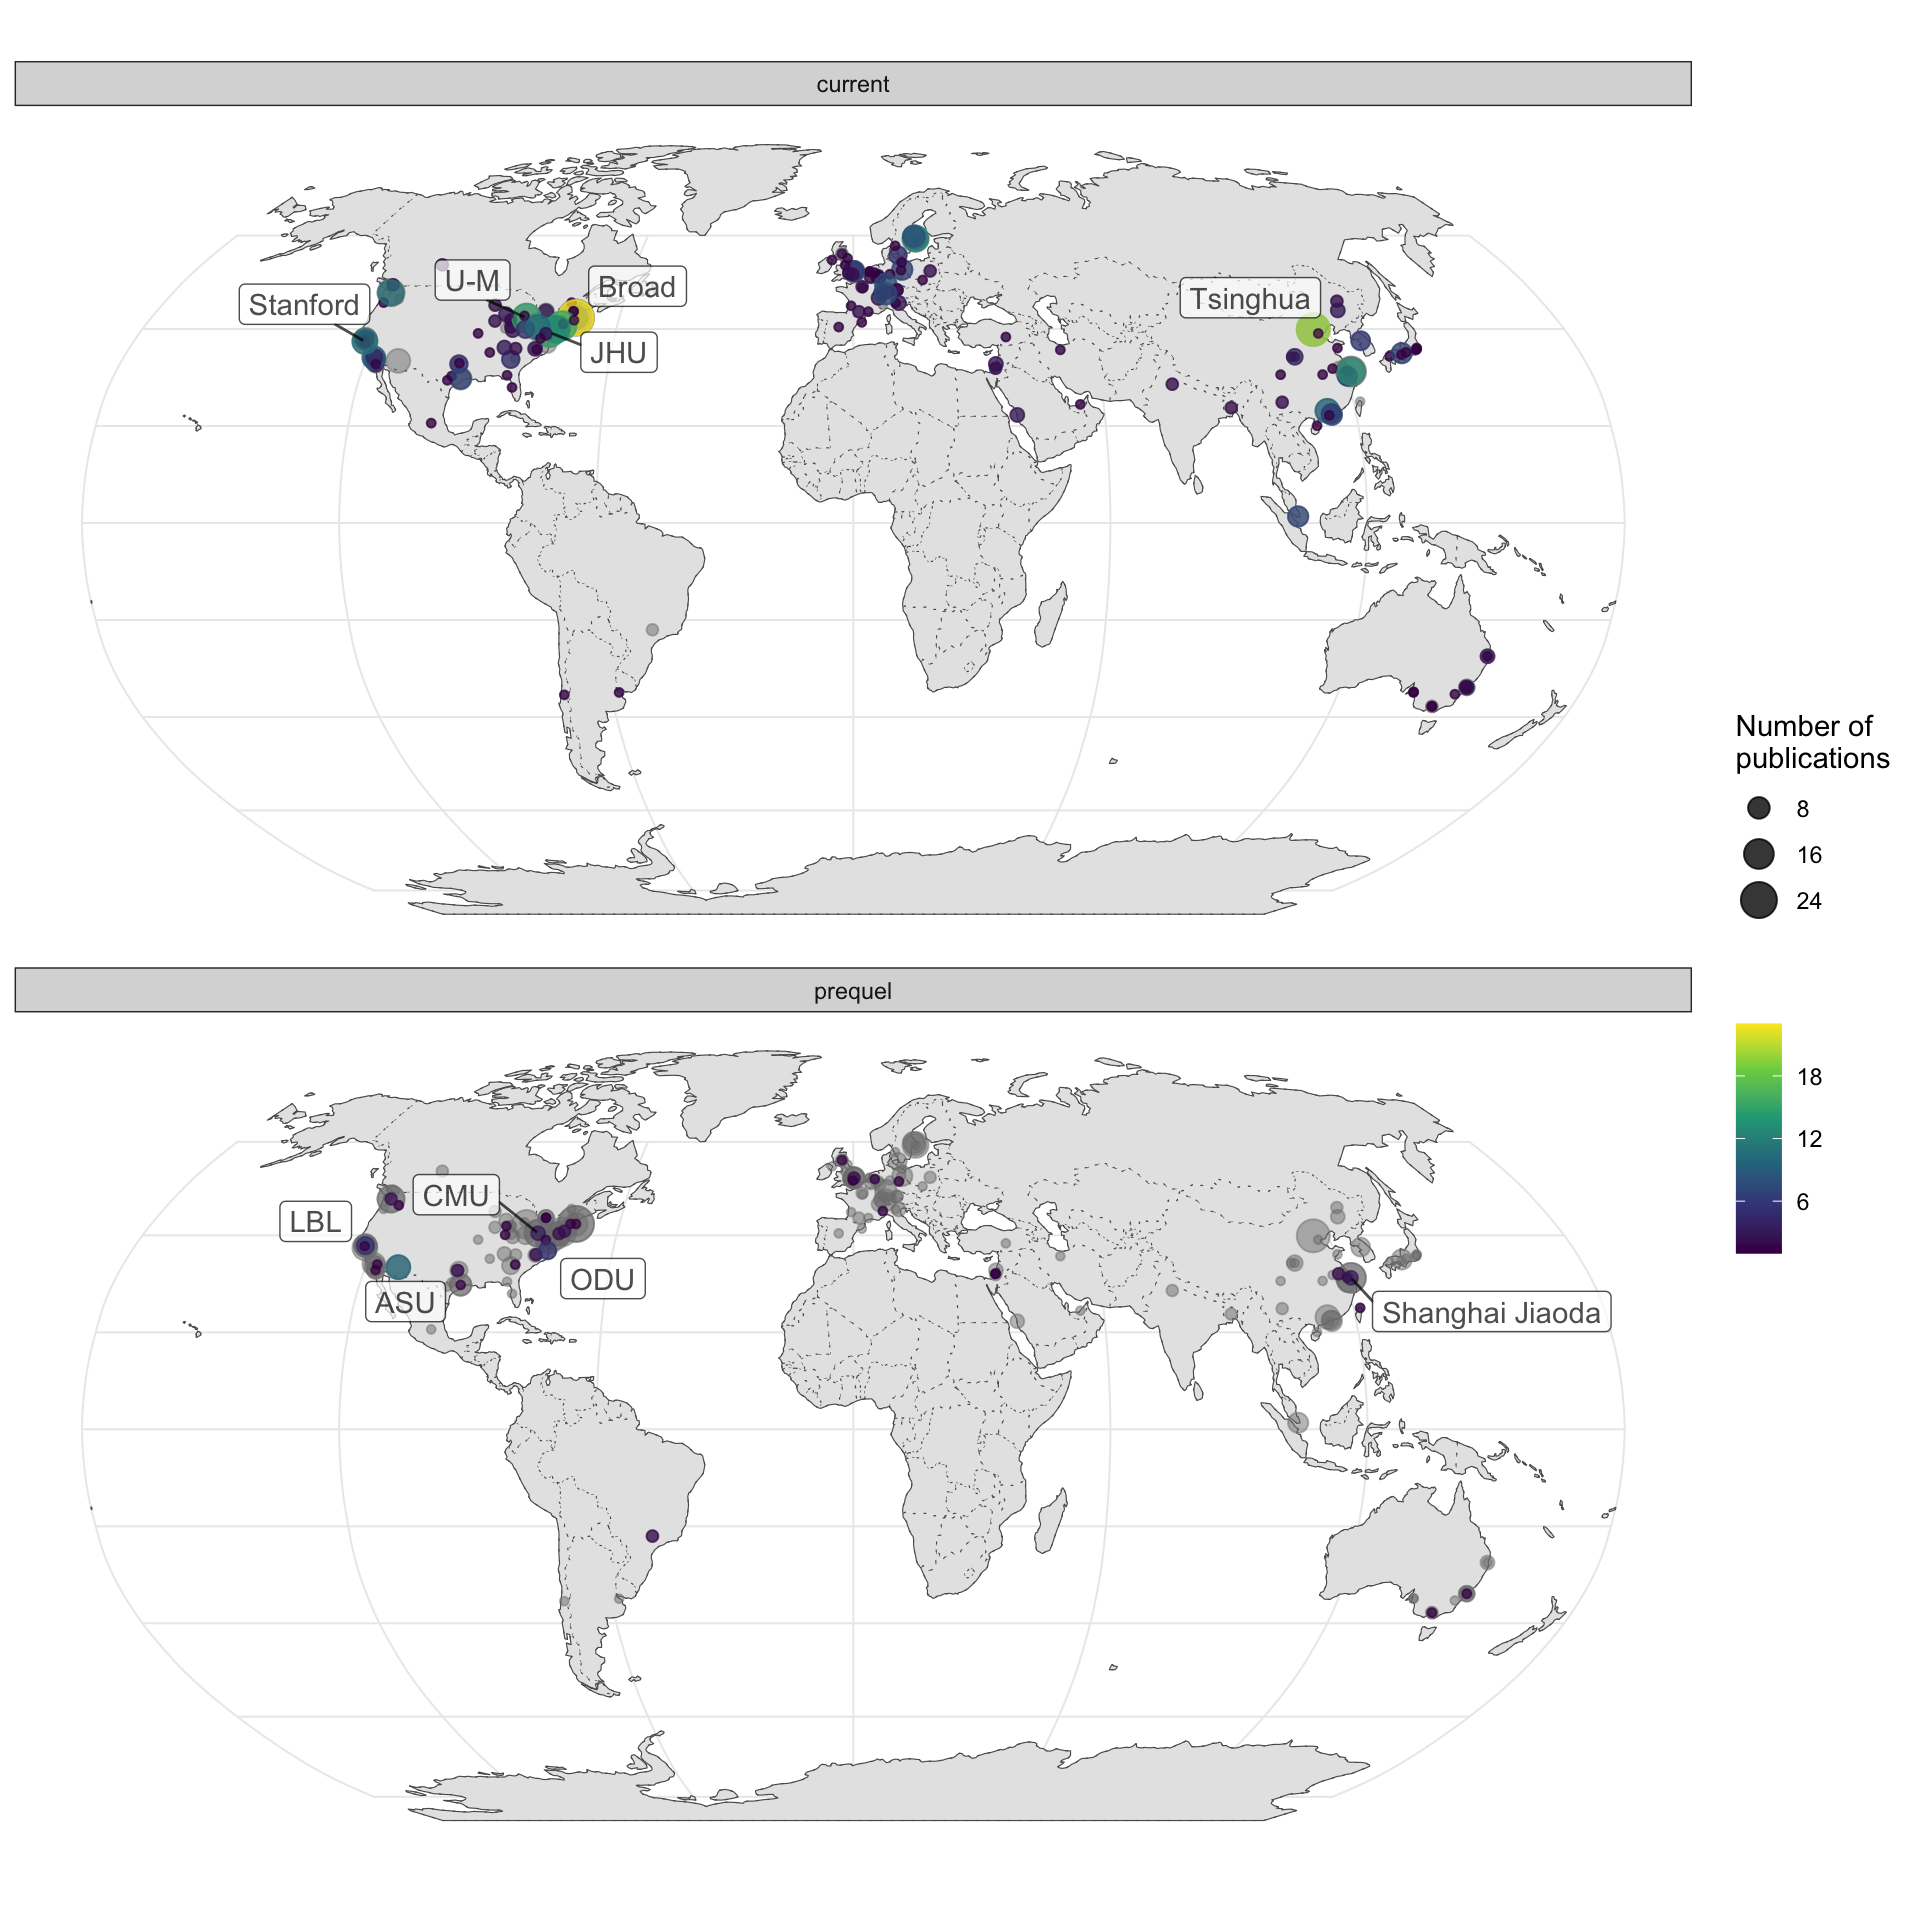 current
U-M
Broad
Stanford
Tsinghua
JHU
Number of
publications
8
16
24
prequel
18
12
6
CMU
LBL
ODU
ASU
Shanghai Jiaoda